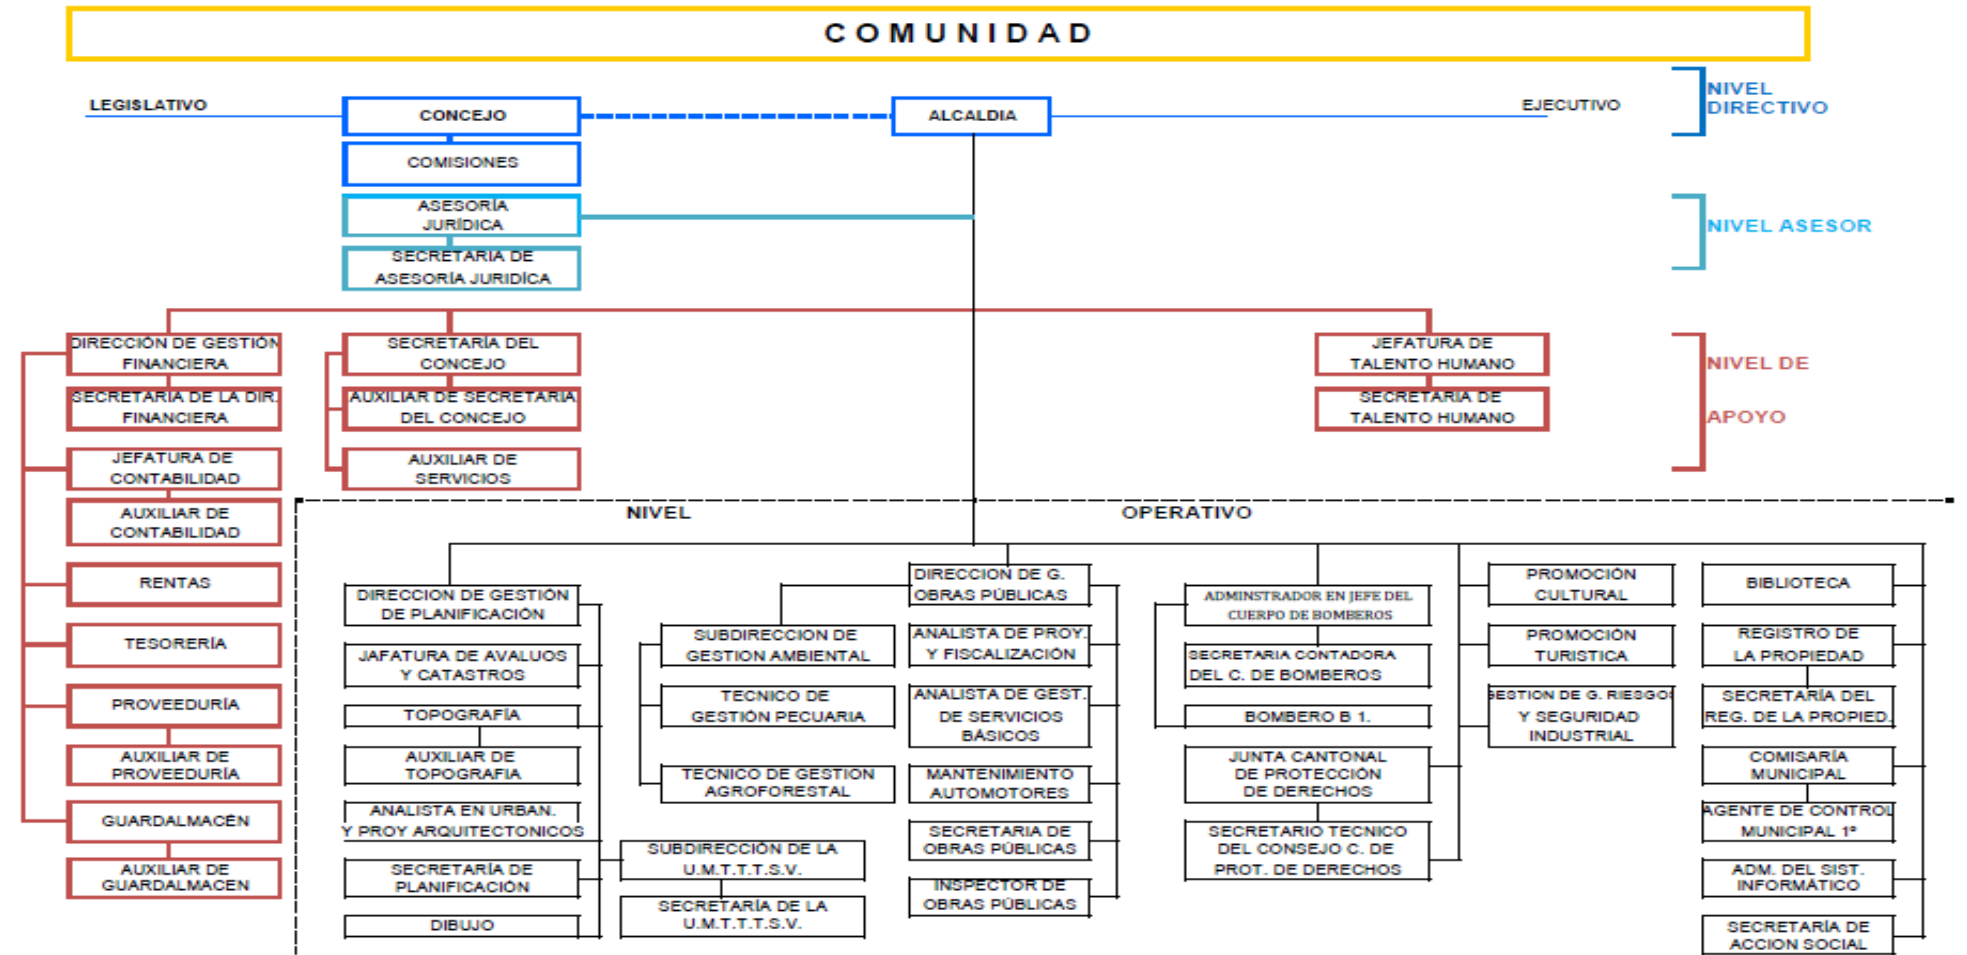 COMUNIDAD
LEGISLATIVO
CONCEJO
ALCALDIA
EJECUTIVO
NIVEL
DIRECTIVO
COMISIONES
ASESORÍA
JURÍDICA
NIVEL ASESOR
SECRETARIA DE
ASESORÍA JURIDÍCA
DIRECCIÓN DE GESTIÓN
FINANCIERA
SECRETARÍA DEL
CONCEJO
JEFATURA DE
TALENTO HUMANO
NIVEL DE
APOYO
SECRETARÍA DE LA DIR.
FINANCIERA
AUXILIAR DE SECRETARIA
DEL CONCEJO
SECRETARIA DE
TALENTO HUMANO
JEFATURA DE
CONTABILIDAD
AUXILIAR DE
SERVICIOS
AUXILIAR DE
CONTABILIDAD
RENTAS
TESORERÍA
PROVEEDURÍA
AUXILIAR DE
PROVEEDURÍA
GUARDALMACÉN
AUXILIAR DE
GUARDALMACEN
NIVEL OPERATIVO
DIRECCION DE GESTIÓN
DE PLANIFICACIÓN
JAFATURA DE AVALUOS
Y CATASTROS
TOPOGRAFÍA
AUXILIAR DE
TOPOGRAFIA
ANALISTA EN URBAN.
Y PROY ARQUITECTONICOS
SECRETARÍA DE
PLANIFICACIÓN
DIBUJO
SUBDIRECCION DE
GESTION AMBIENTAL
TECNICO DE
GESTIÓN PECUARIA
TECNICO DE GESTION
AGROFORESTAL
SUBDIRECCIÓN DE LA
U.M.T.T.T.S.V.
SECRETARÍA DE LA
U.M.T.T.T.S.V.
DIRECCION DE G.
OBRAS PÚBLICAS
ANALISTA DE PROY.
Y FISCALIZACIÓN
ANALISTA DE GEST.
DE SERVICIOS
BÁSICOS
MANTENIMIENTO
AUTOMOTORES
SECRETARIA DE
OBRAS PÚBLICAS
INSPECTOR DE
OBRAS PÚBLICAS
ADMINSTRADOR EN JEFE DEL
CUERPO DE BOMBEROS
SECRETARIA CONTADORA
DEL C. DE BOMBEROS
BOMBERO B 1.
JUNTA CANTONAL
DE PROTECCIÓN
DE DERECHOS
SECRETARIO TECNICO
DEL CONSEJO C. DE
PROT. DE DERECHOS
PROMOCIÓN
CULTURAL
PROMOCIÓN
TURISTICA
GESTION DE G. RIESGOS
Y SEGURIDAD
INDUSTRIAL
BIBLIOTECA
REGISTRO DE
LA PROPIEDAD
SECRETARÍA DEL
REG. DE LA PROPIED.
COMISARÍA
MUNICIPAL
AGENTE DE CONTROL
MUNICIPAL 1º
ADM. DEL SIST.
INFORMÁTICO
SECRETARÍA DE
ACCION SOCIAL